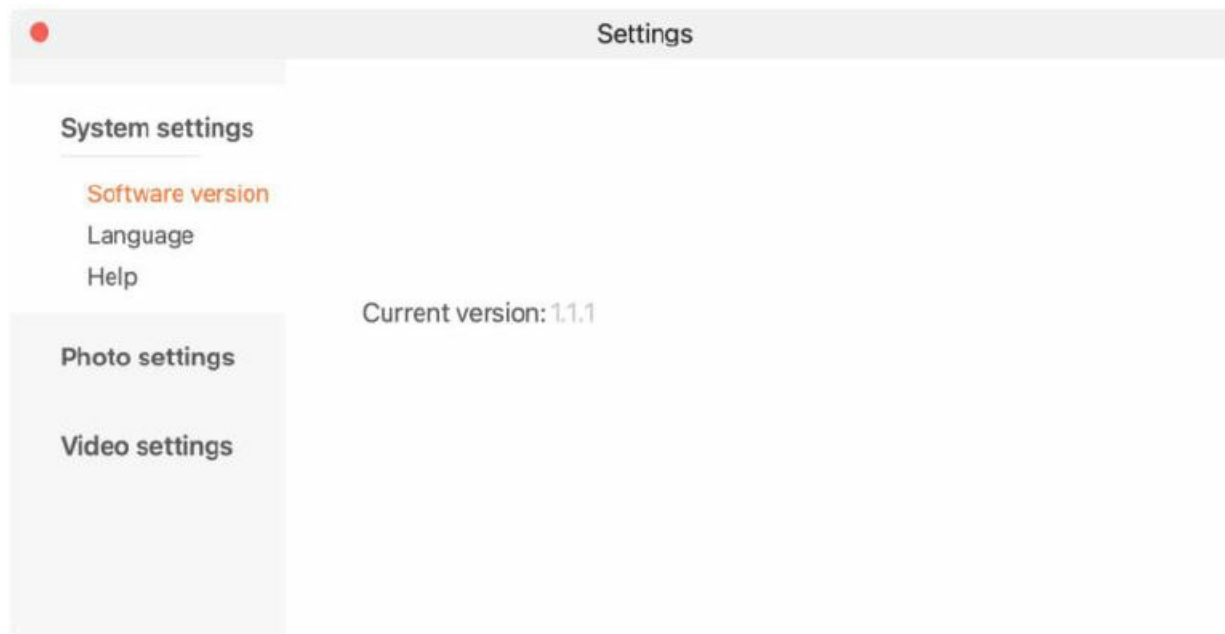 Settings
System settings
Software version
Language
Help
Current version: 1.1.1
Photo settings
Video settings